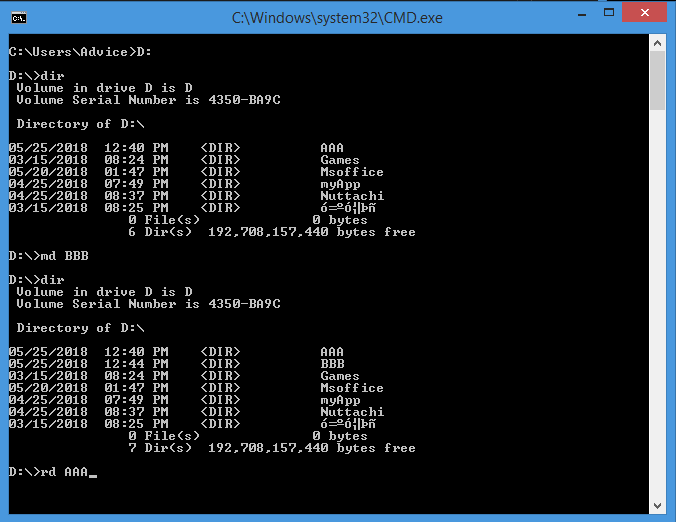 C:\Windows\system32\CMD.exe
C:\Users\Advice>D:
D:\>dir
Volume in drive D is D
Volume Serial Number is 4350-BA9C
Directory of D:\
05/25/2018  12:40 PM    <DIR>          AAA
03/15/2018  08:24 PM    <DIR>          Games
05/20/2018  01:47 PM    <DIR>          Msoffice
04/25/2018  07:49 PM    <DIR>          myApp
04/25/2018  08:37 PM    <DIR>          Nuttachi
03/15/2018  08:25 PM    <DIR>
0 File(s)              0 bytes
6 Dir(s)  192,708,157,440 bytes free
D:\>md BBB
D:\>dir
Volume in drive D is D
Volume Serial Number is 4350-BA9C
Directory of D:\
05/25/2018  12:40 PM    <DIR>          AAA
05/25/2018  12:44 PM    <DIR>          BBB
03/15/2018  08:24 PM    <DIR>          Games
05/20/2018  01:47 PM    <DIR>          Msoffice
04/25/2018  07:49 PM    <DIR>          myApp
04/25/2018  08:37 PM    <DIR>          Nuttachi
03/15/2018  08:25 PM    <DIR>
0 File(s)              0 bytes
7 Dir(s)  192,708,157,440 bytes free
D:\>rd AAA_